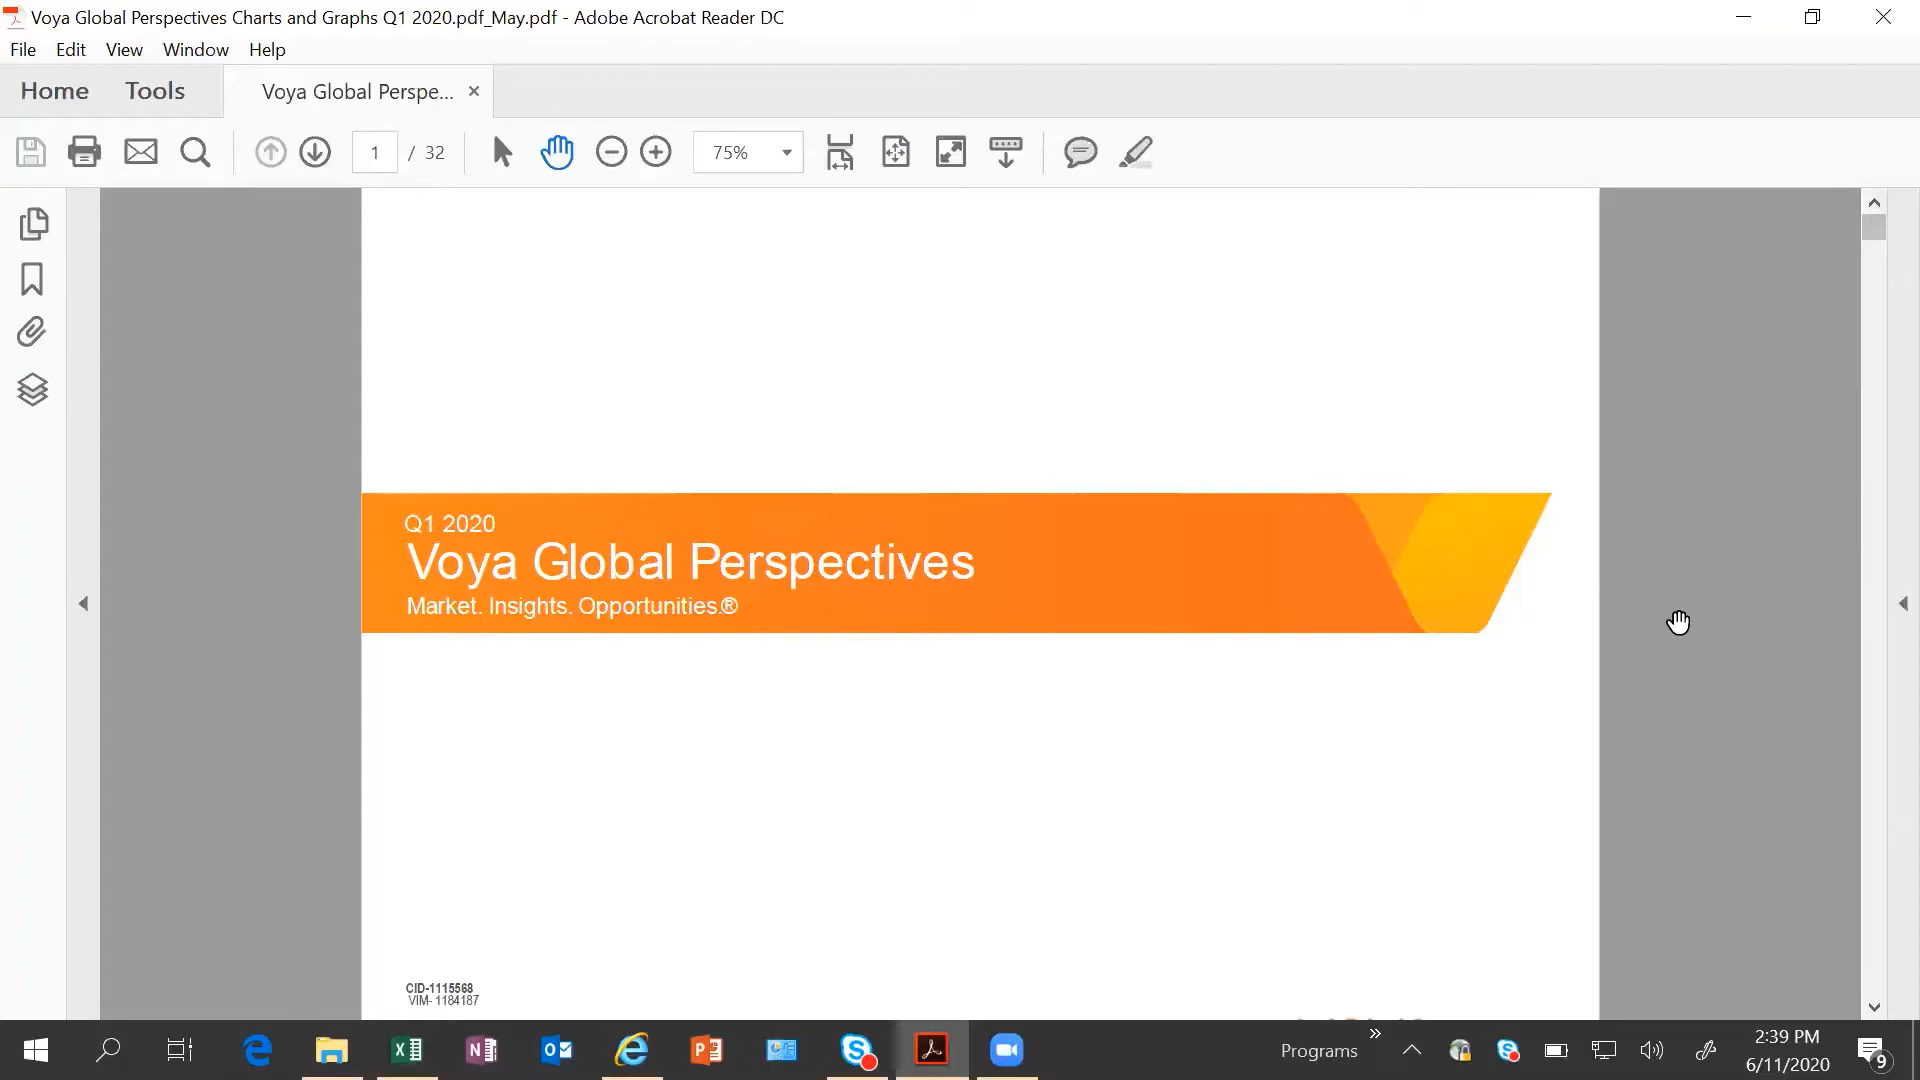 Voya Global Perspectives Charts and Graphs Q1 2020.pdf_May.pdf - Adobe Acrobat Reader DC
File Edit View Window Help
Home Tools Voya Global Perspe... ×
1 / 32 75%
Q1 2020
Voya Global Perspectives
Market. Insights. Opportunities.®
CID-1115568
VIM- 1184187
Programs
2:39 PM
6/11/2020
9